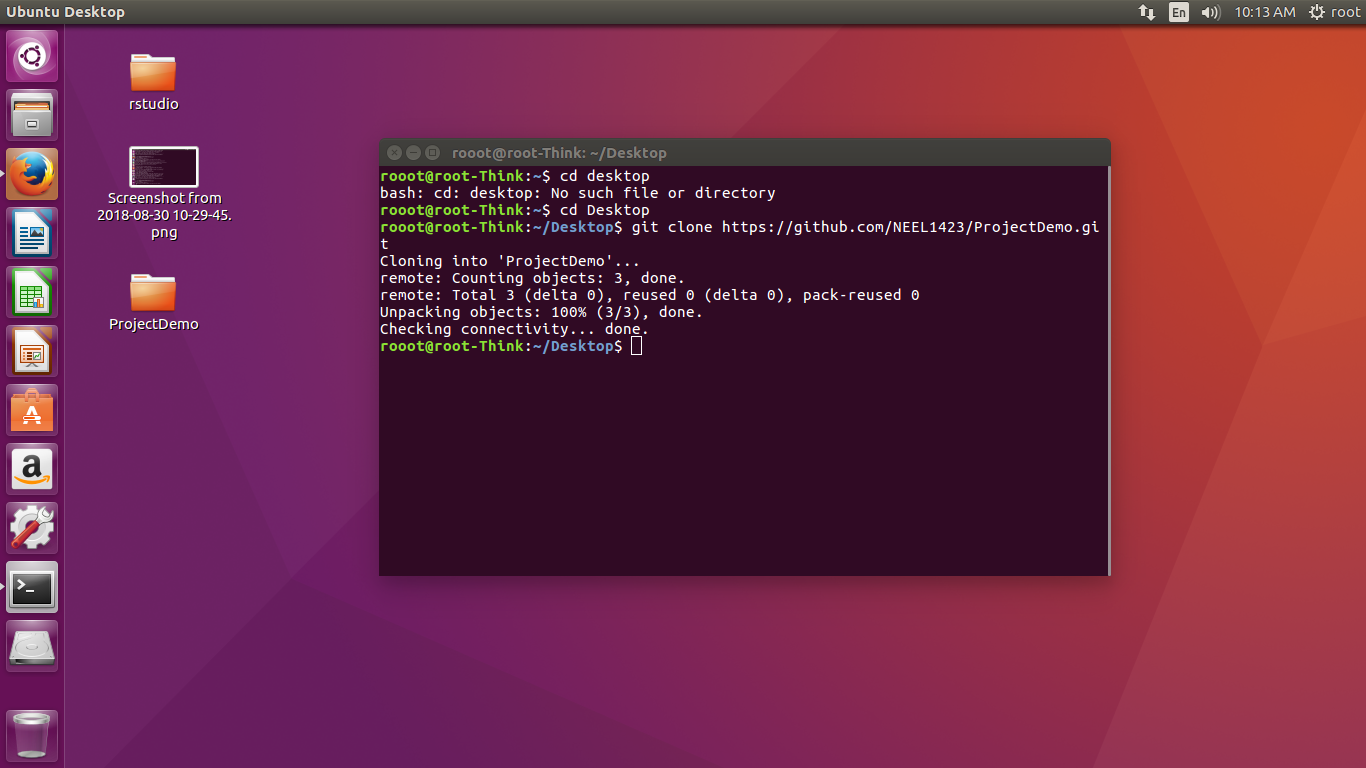 Ubuntu Desktop
En
10:13 AM
root
rstudio
Screenshot from
2018-08-30 10-29-45.
png
ProjectDemo
rooot@root-Think: ~/Desktop
rooot@root-Think:~$ cd desktop
bash: cd: desktop: No such file or directory
rooot@root-Think:~$ cd Desktop
rooot@root-Think:~/Desktop$ git clone https://github.com/NEEL1423/ProjectDemo.gi
t
Cloning into 'ProjectDemo'...
remote: Counting objects: 3, done.
remote: Total 3 (delta 0), reused 0 (delta 0), pack-reused 0
Unpacking objects: 100% (3/3), done.
Checking connectivity... done.
rooot@root-Think:~/Desktop$